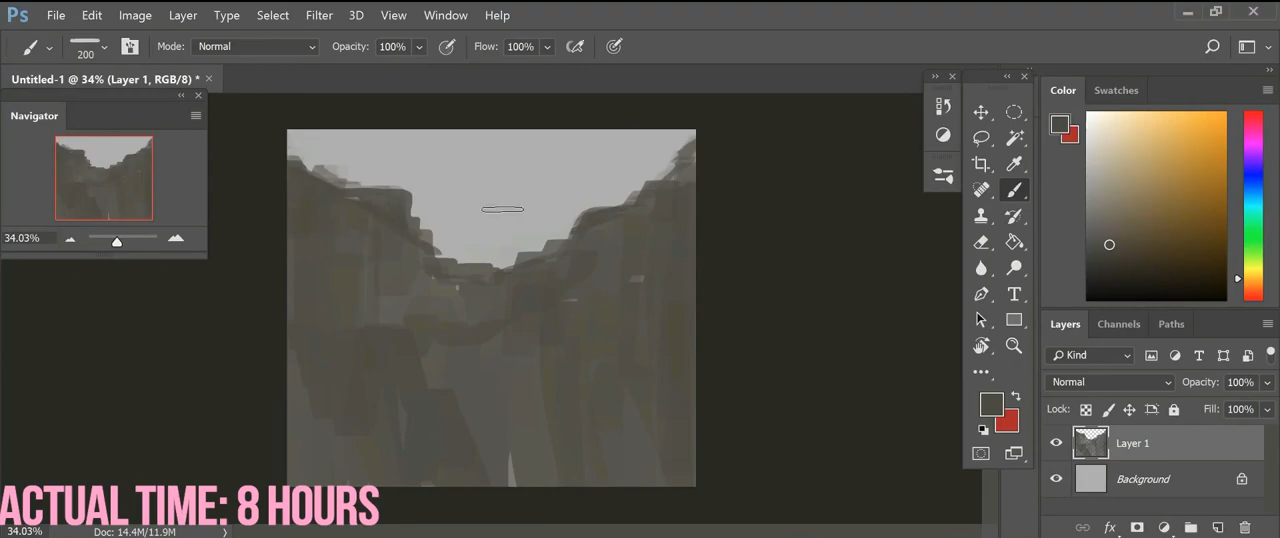 Ps File Edit Image Layer Type Select Filter 3D View Window Help
200 Mode: Normal Opacity: 100% Flow: 100%
Untitled-1 @ 34% (Layer 1, RGB/8) *
Navigator
34.03%
Color Swatches
Layers Channels Paths
Kind
Normal Opacity: 100%
Lock: Fill: 100%
Layer 1
Background
fx
ACTUAL TIME: 8 HOURS
34.03% Doc: 14.4M/11.9M